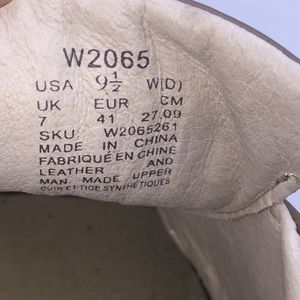 W2065
USA 9½ W(D)
UK EUR CM
7 41 27.09
SKU: W2065261
MADE IN CHINA
FABRIQUÉ EN CHINE
LEATHER AND
MAN MADE UPPER
CUIR ET TIGE SYNTHÉTIQUES